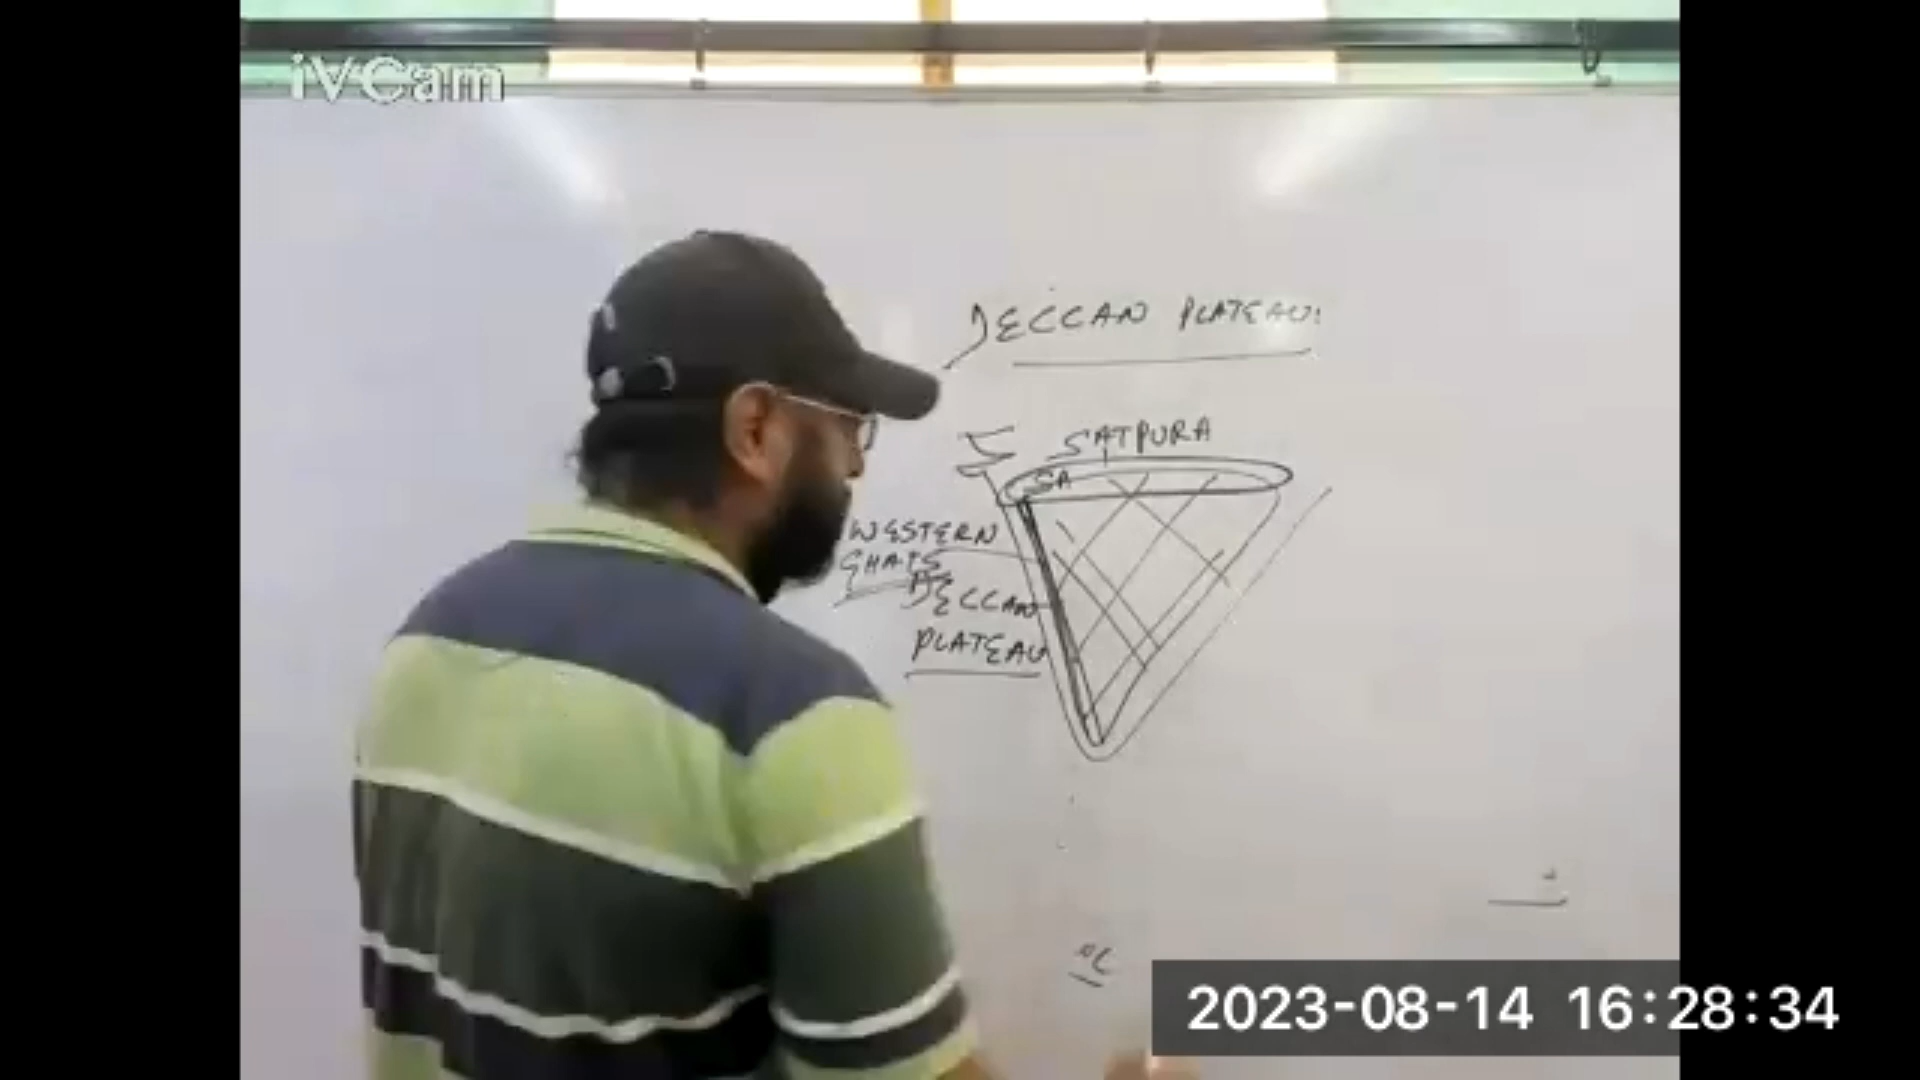 iVCam
DECCAN PLATEAU:
SATPURA
SA
WESTERN
GHATS
DECCAN
PLATEAU
2023-08-14 16:28:34